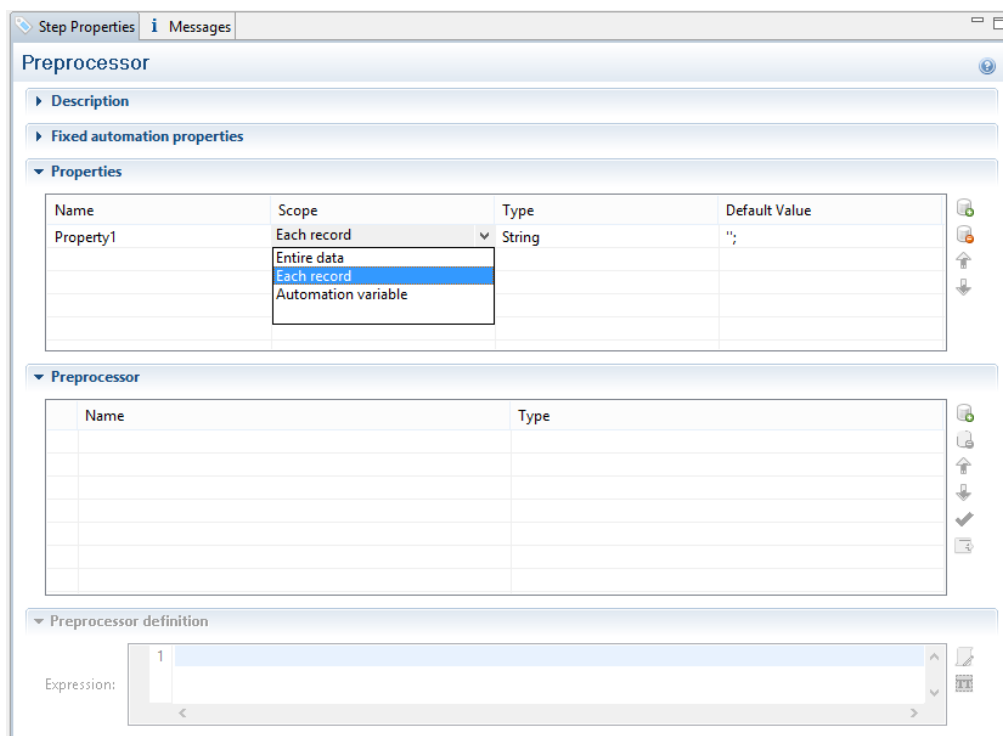 Step Properties i Messages
Preprocessor
Description
Fixed automation properties
Properties
Name Scope Type Default Value
Property1 Each record String '';
Entire data
Each record
Automation variable
Preprocessor
Name Type
Preprocessor definition
1
Expression: